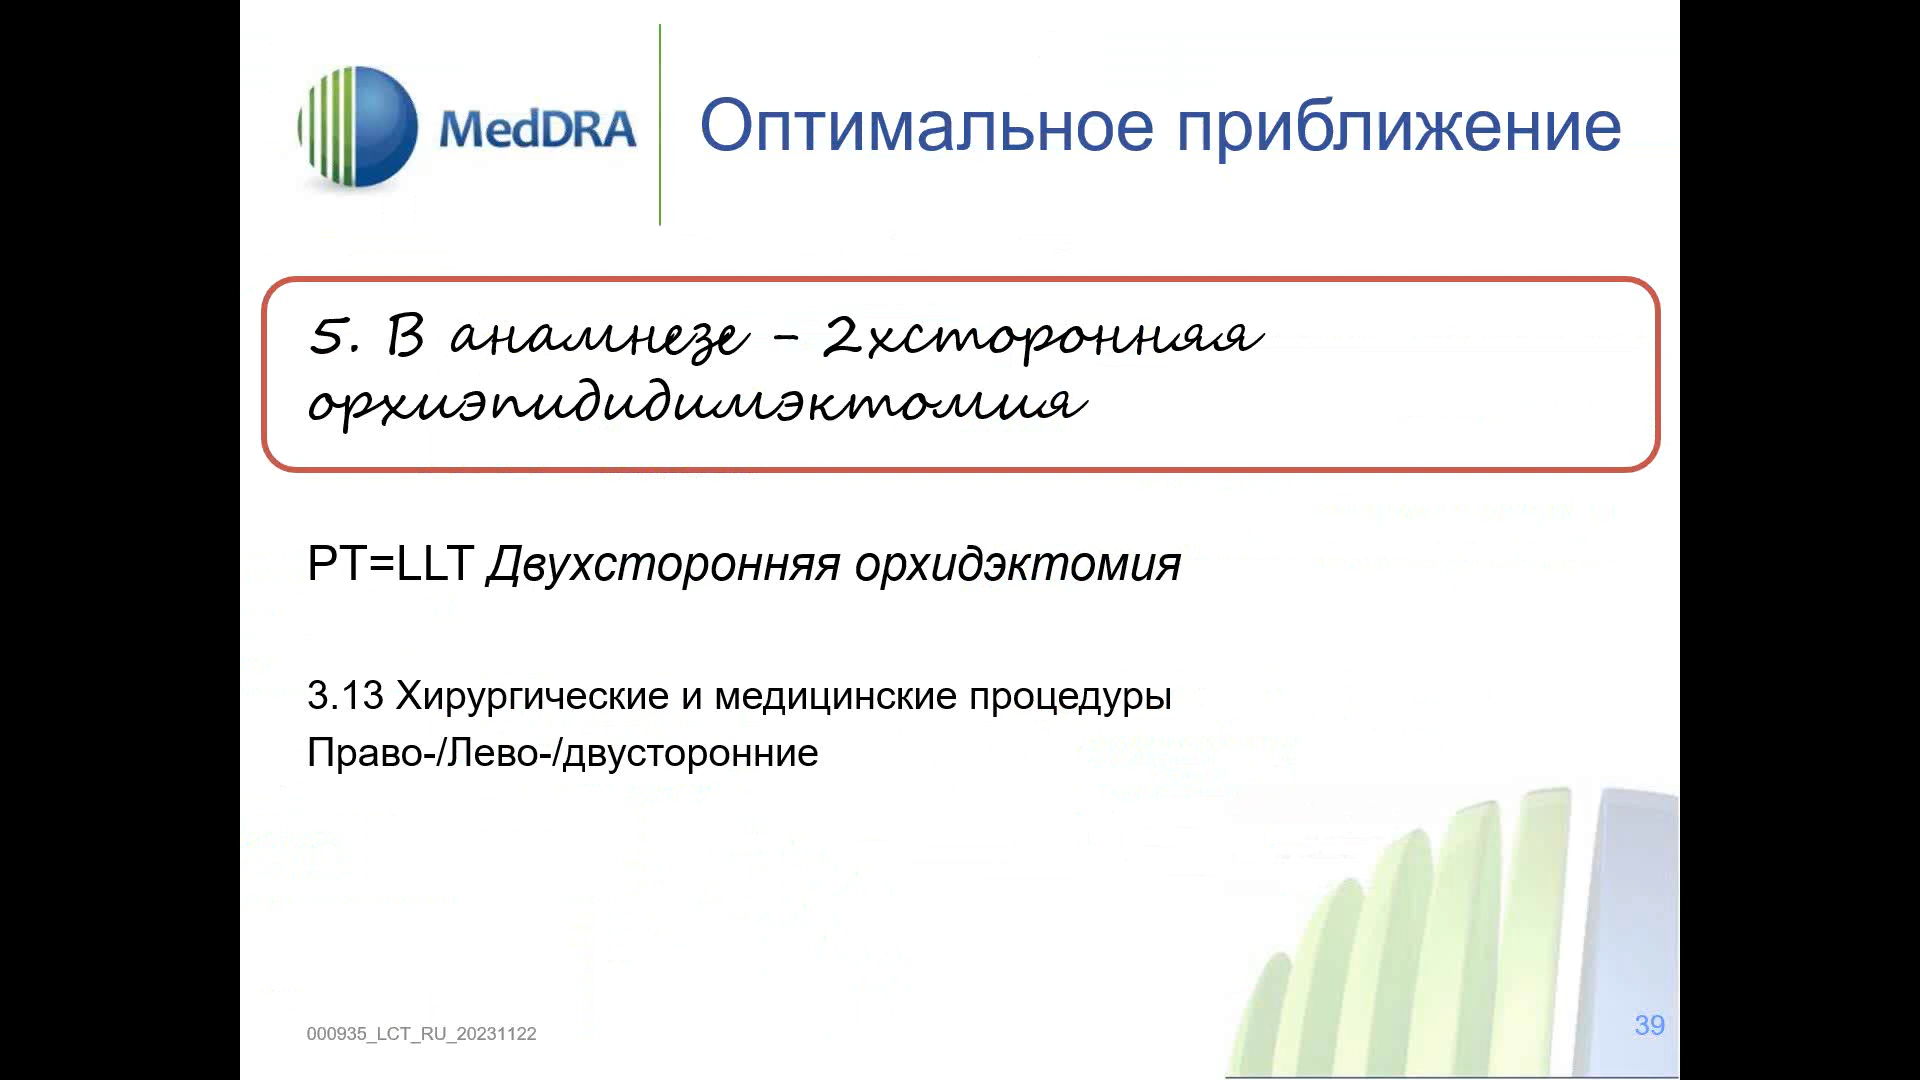 MedDRA
Оптимальное приближение
5. В анамнезе - 2хсторонняя
орхиэпидидимэктомия
PT=LLT Двухсторонняя орхидэктомия
3.13 Хирургические и медицинские процедуры
Право-/Лево-/двусторонние
000935_LCT_RU_20231122
39